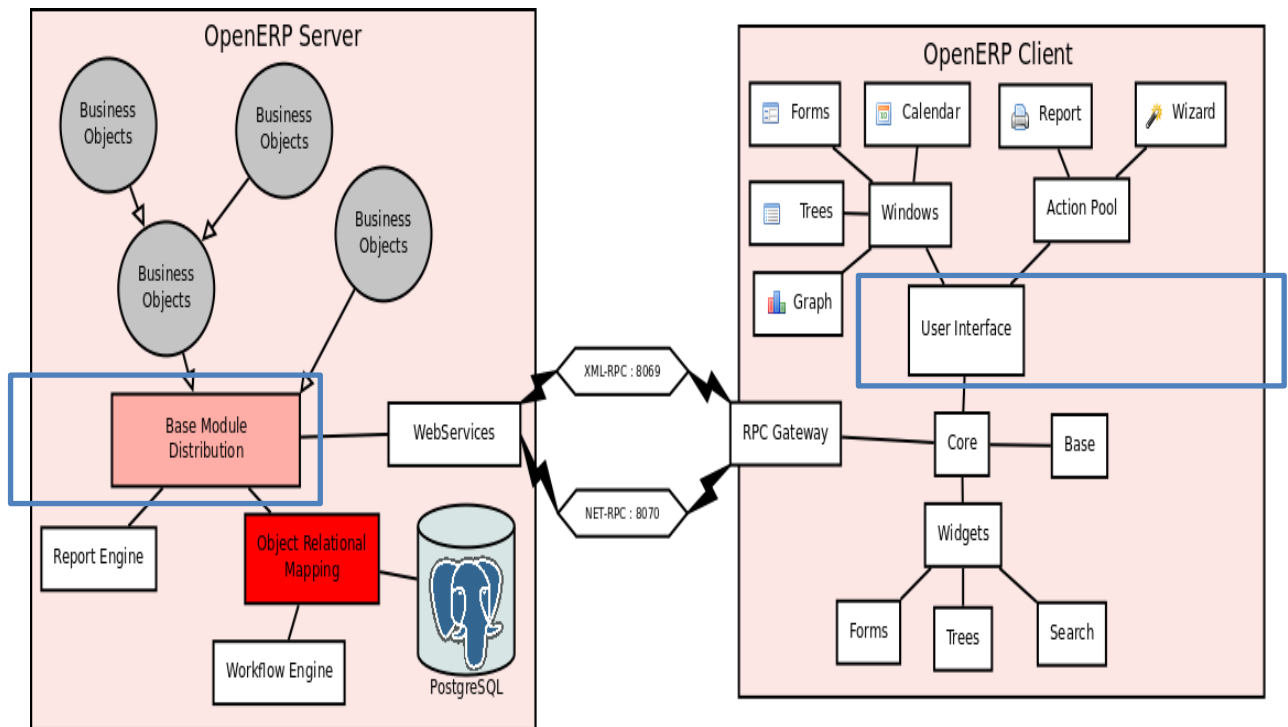 OpenERP Server
Business
Objects
Business
Objects
Business
Objects
Business
Objects
Base Module
Distribution
WebServices
Report Engine
Object Relational
Mapping
Workflow Engine
PostgreSQL
XML-RPC : 8069
NET-RPC : 8070
OpenERP Client
Forms
Calendar
Report
Wizard
Trees
Windows
Action Pool
Graph
User Interface
RPC Gateway
Core
Base
Widgets
Forms
Trees
Search